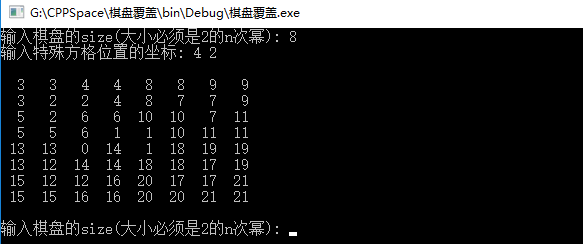 G:\CPPSpace\棋盘覆盖\bin\Debug\棋盘覆盖.exe
输入棋盘的size(大小必须是2的n次幂): 8
输入特殊方格位置的坐标: 4 2
3 3 4 4 8 8 9 9
3 2 2 4 8 7 7 9
5 2 6 6 10 10 7 11
5 5 6 1 1 10 11 11
13 13 0 14 1 18 19 19
13 12 14 14 18 18 17 19
15 12 12 16 20 17 17 21
15 15 16 16 20 20 21 21
输入棋盘的size(大小必须是2的n次幂):